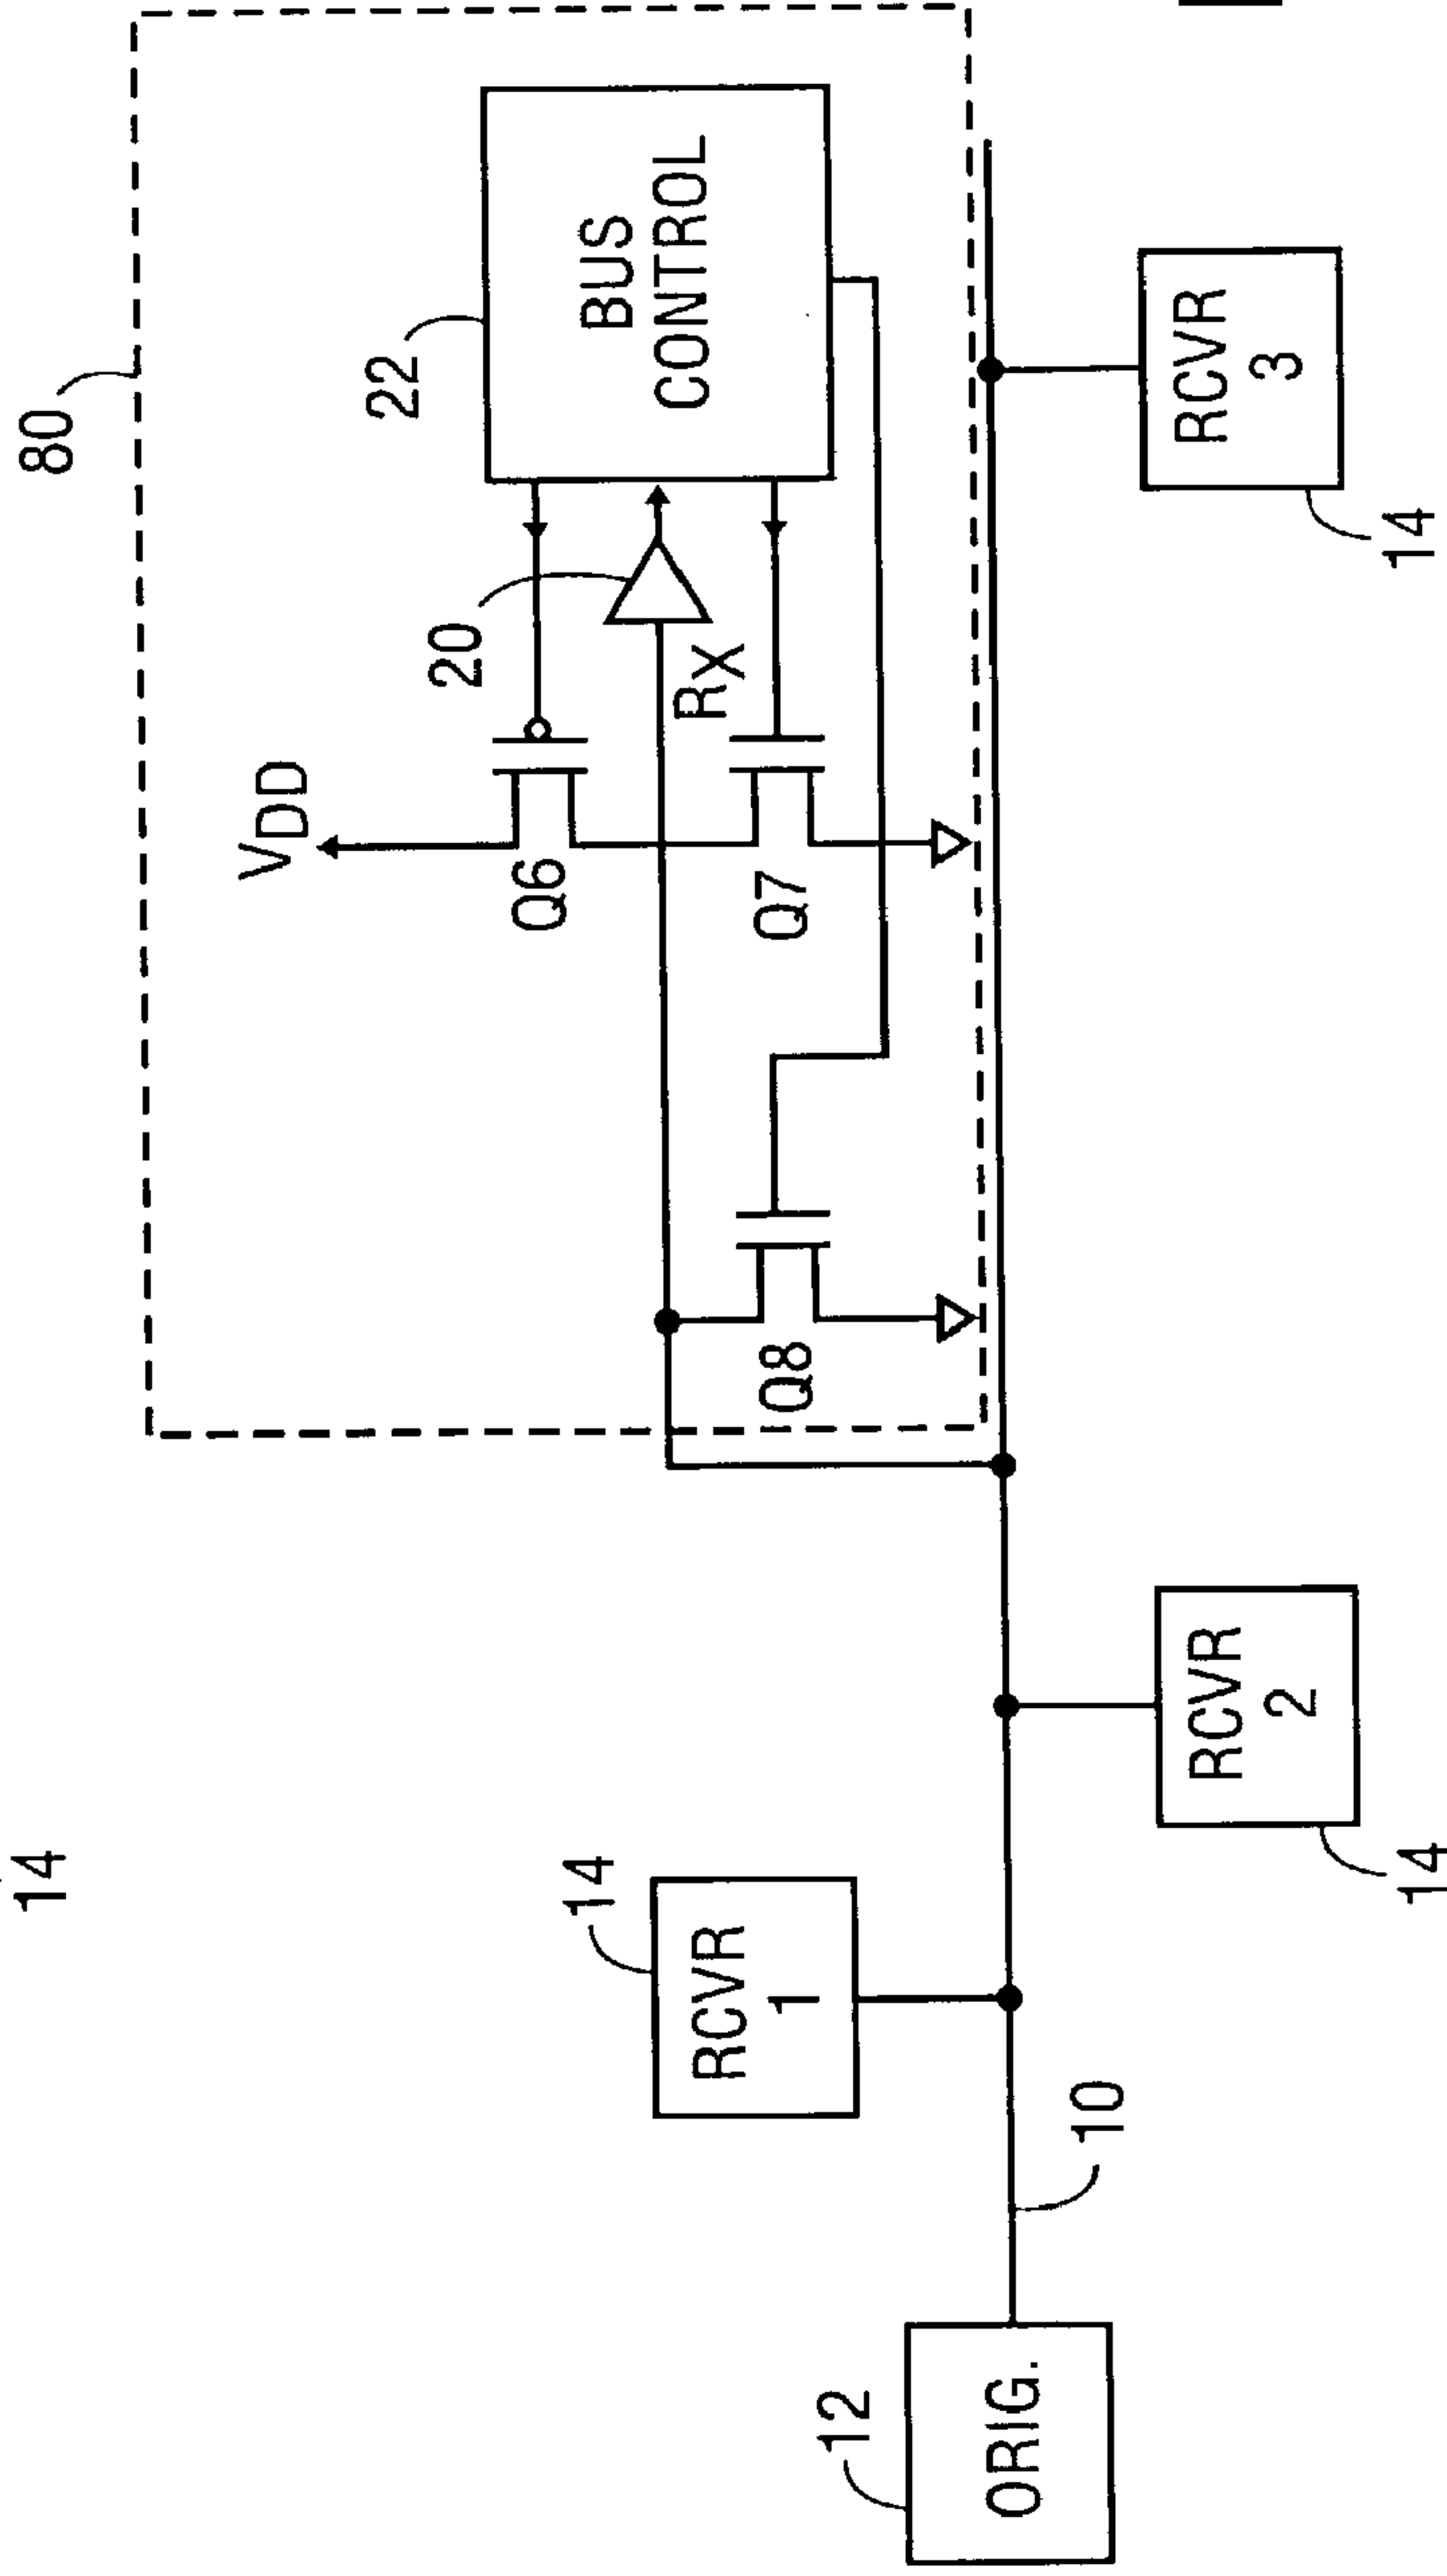 14
80
VDD
22
BUS
CONTROL
20
RX
Q6
Q7
Q8
14
RCVR
1
12
ORIG.
10
RCVR
2
14
RCVR
3
14